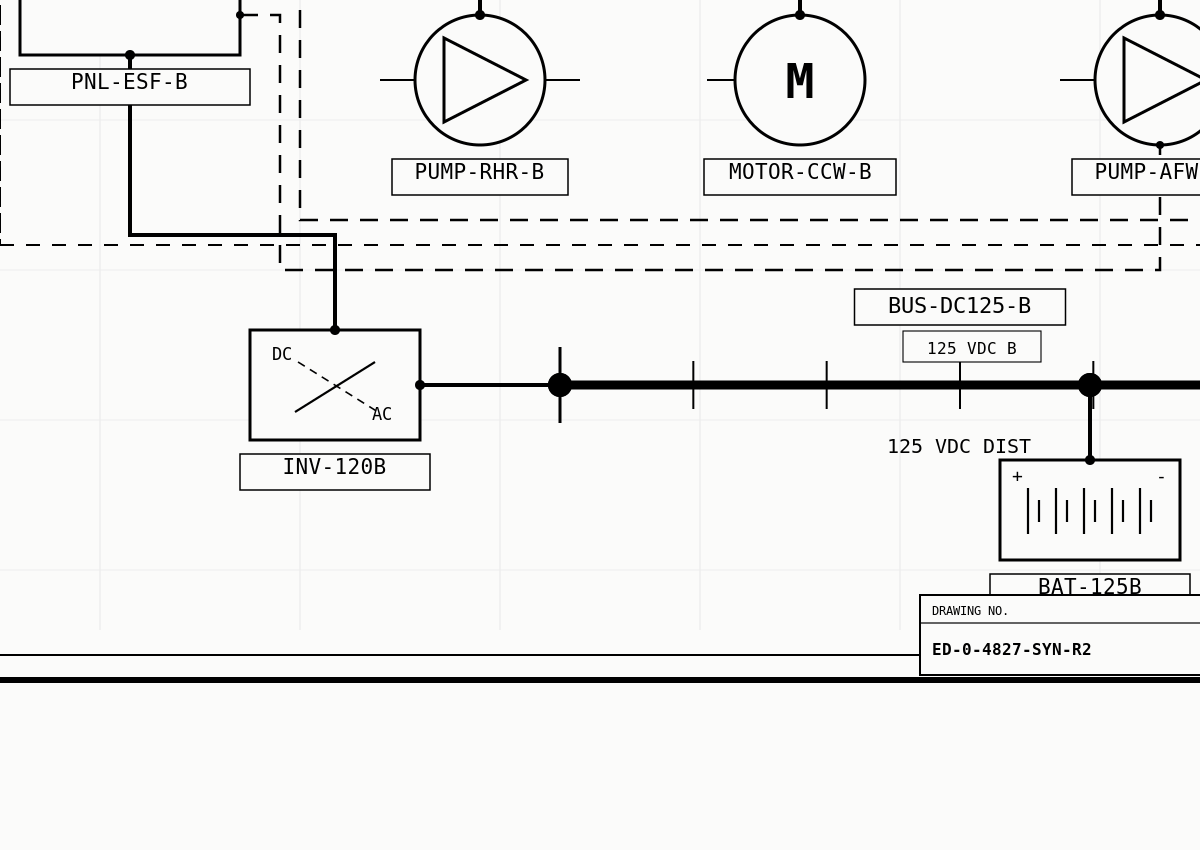 PNL-ESF-B
M
PUMP-RHR-B
MOTOR-CCW-B
PUMP-AFW
BUS-DC125-B
125 VDC B
DC
AC
125 VDC DIST
+ -
INV-120B
BAT-125B
DRAWING NO.
ED-0-4827-SYN-R2